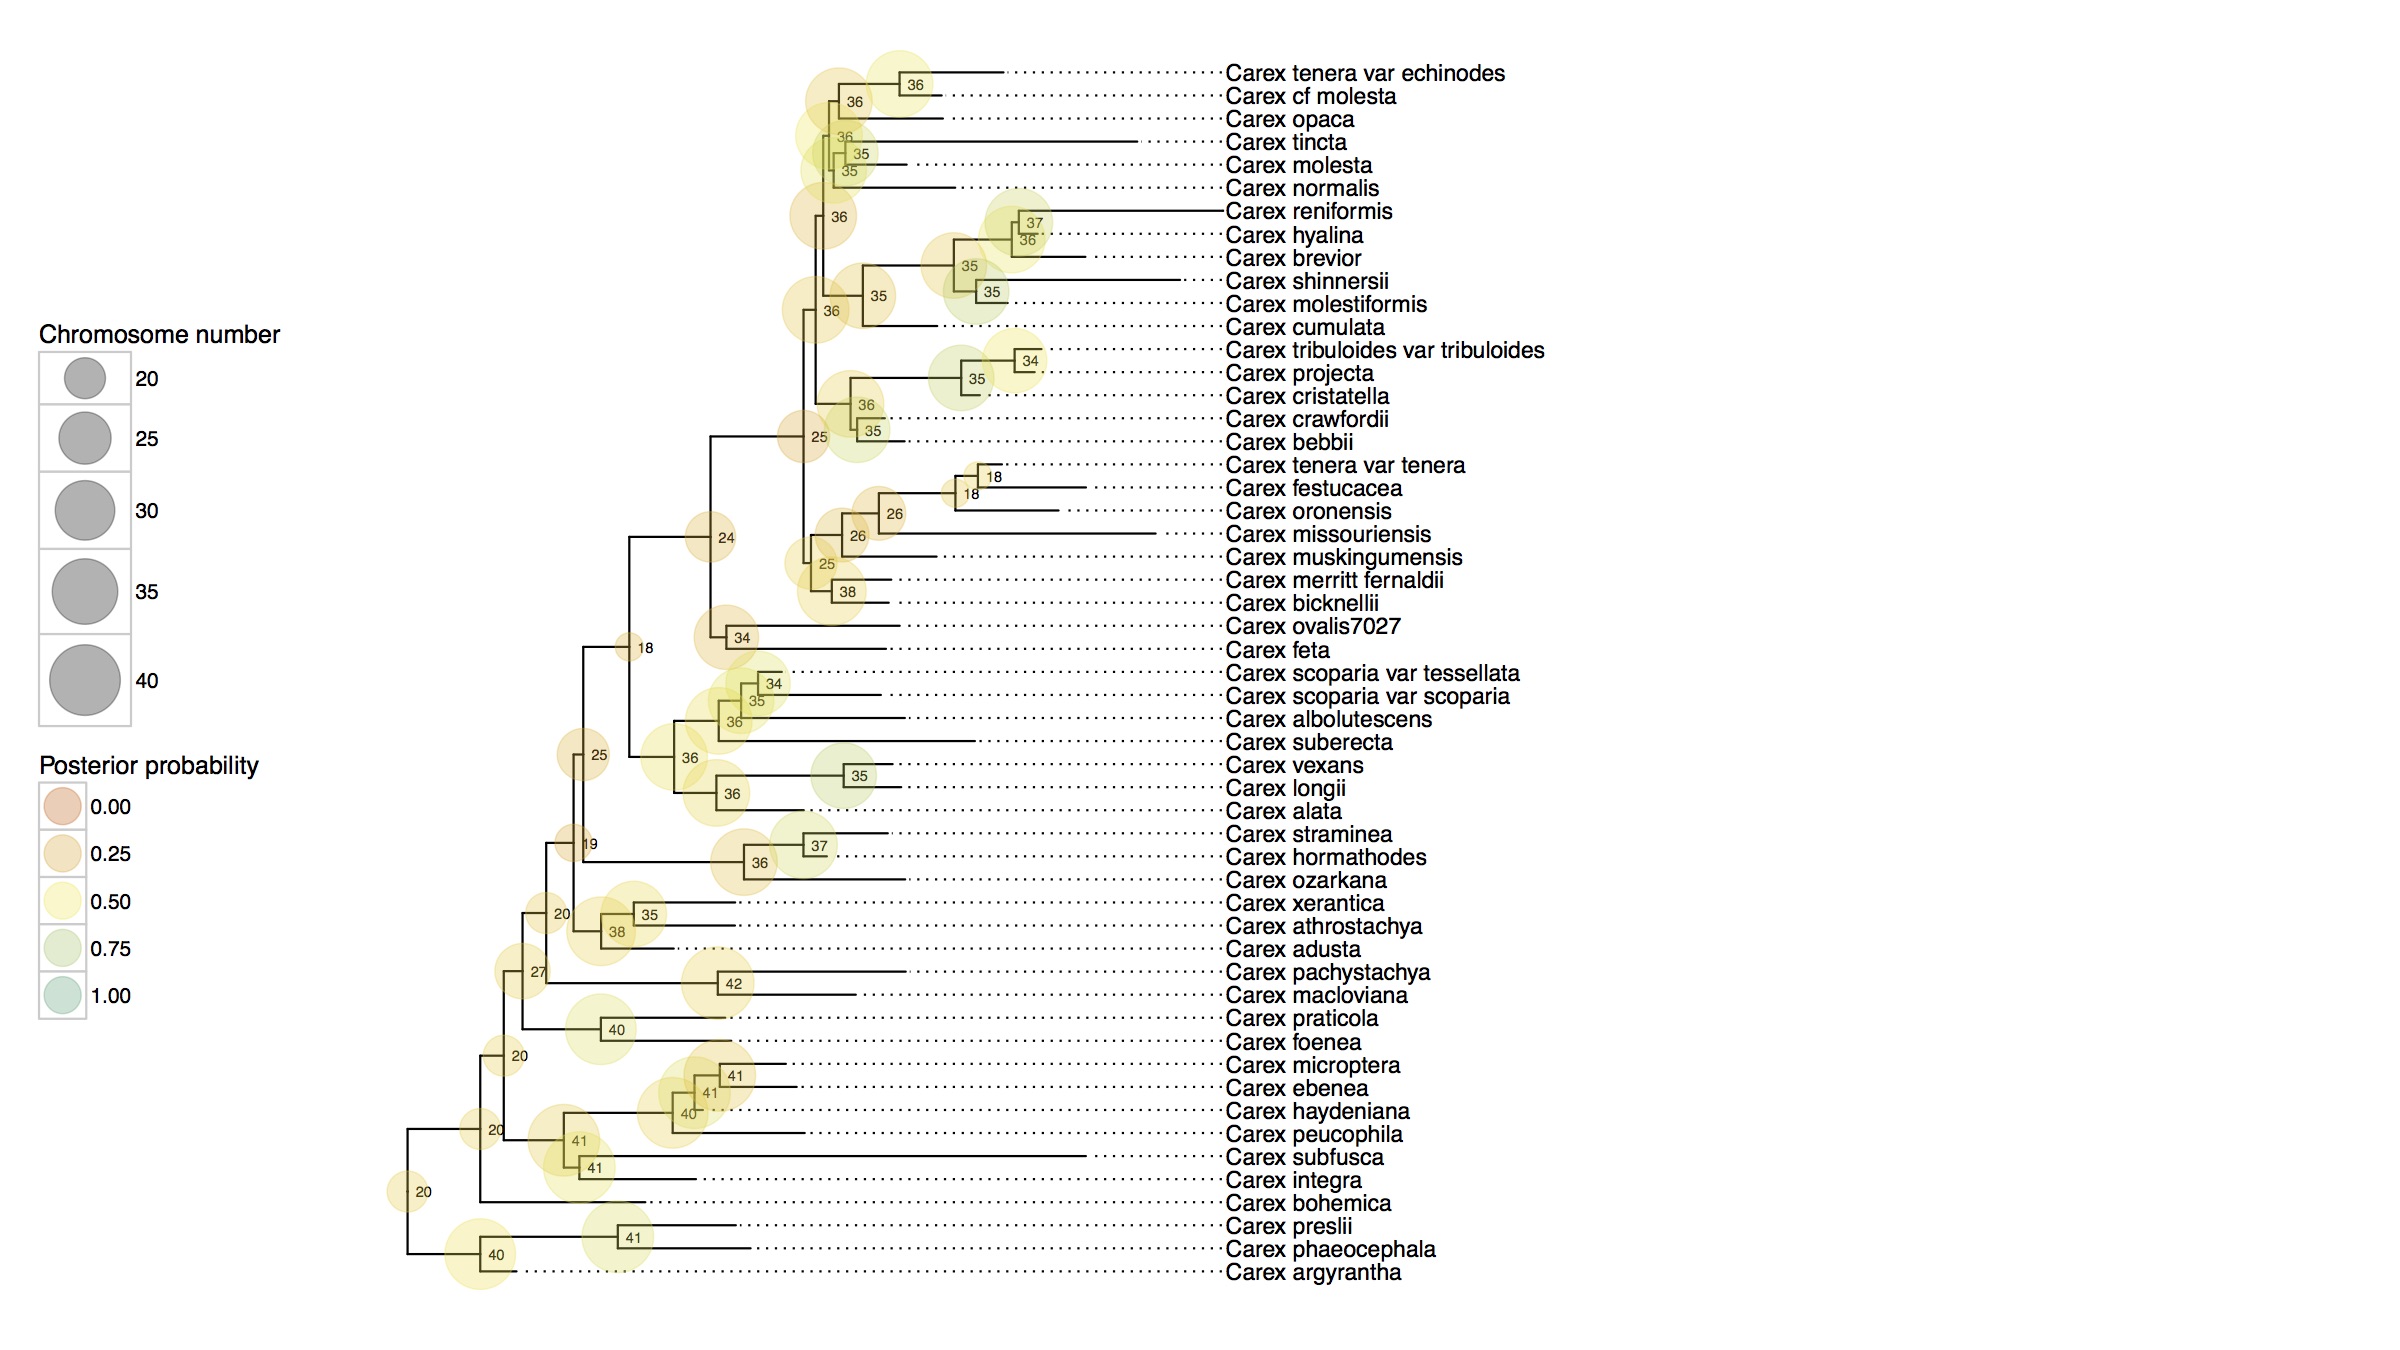 Chromosome number
20
25
30
35
40
Posterior probability
0.00
0.25
0.50
0.75
1.00
Carex tenera var echinodes
36
Carex cf molesta
36
Carex opaca
36
Carex tincta
35
Carex molesta
35
Carex normalis
36
Carex reniformis
37
Carex hyalina
36
Carex brevior
35
Carex shinnersii
35
Carex molestiformis
35
36
Carex cumulata
Carex tribuloides var tribuloides
34
Carex projecta
35
Carex cristatella
36
Carex crawfordii
35
25
Carex bebbii
Carex tenera var tenera
18
Carex festucacea
18
Carex oronensis
26
Carex missouriensis
26
24
Carex muskingumensis
25
Carex merritt fernaldii
38
Carex bicknellii
Carex ovalis7027
34
Carex feta
18
Carex scoparia var tessellata
34
Carex scoparia var scoparia
35
Carex albolutescens
36
Carex suberecta
25
36
Carex vexans
35
Carex longii
36
Carex alata
Carex straminea
37
19
Carex hormathodes
36
Carex ozarkana
Carex xerantica
35
20
Carex athrostachya
38
Carex adusta
27
Carex pachystachya
42
Carex macloviana
Carex praticola
40
Carex foenea
20
Carex microptera
41
Carex ebenea
41
Carex haydeniana
40
Carex peucophila
20
41
Carex subfusca
41
Carex integra
20
Carex bohemica
Carex preslii
41
Carex phaeocephala
40
Carex argyrantha